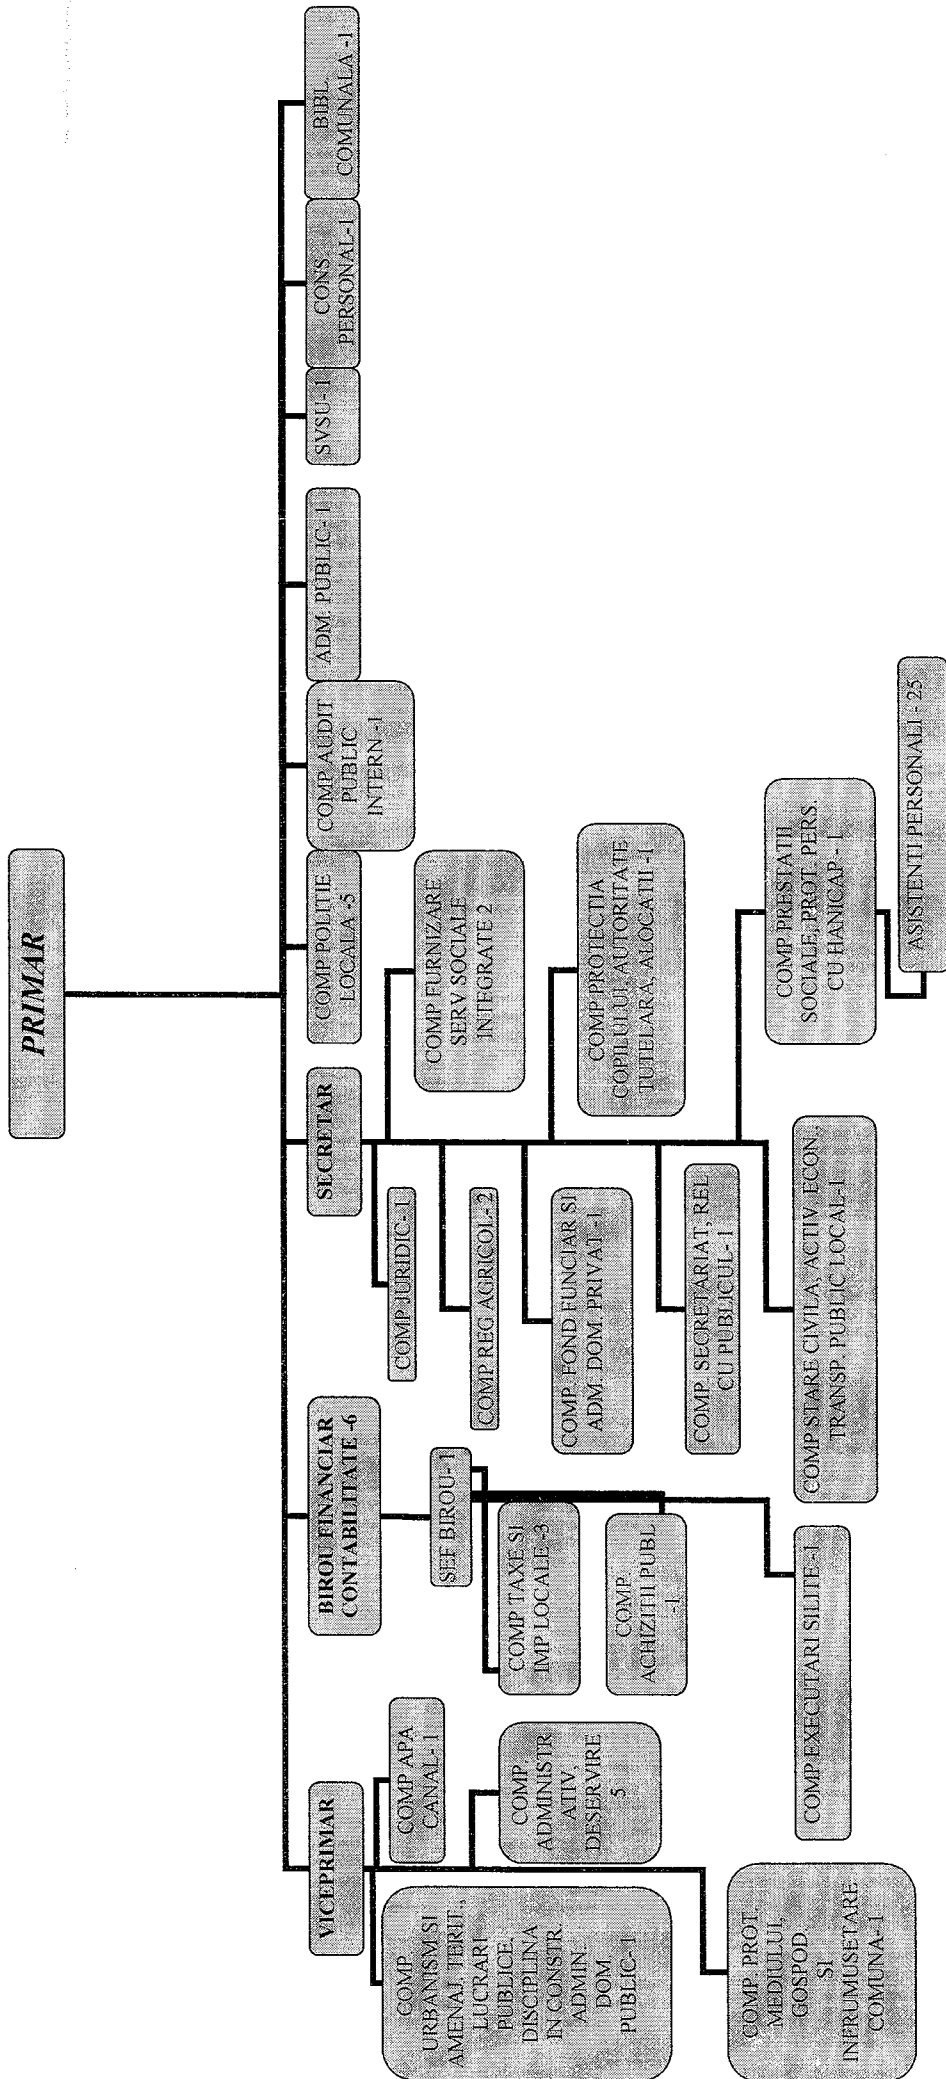 PRIMAR
VICEPRIMAR
BIROU FINANCIAR
CONTABILITATE -6
SECRETAR
COMP POLITIE
LOCALA -5
COMP AUDIT
PUBLIC
INTERN -1
ADM. PUBLIC- 1
SVSU- 1
CONS
PERSONAL-1
BIBL.
COMUNALA -1
COMP
URBANISM SI
AMENAJ. TERIT.,
LUCRARI
PUBLICE,
DISCIPLINA
IN CONSTR.
ADMIN.
DOM
PUBLIC- 1
COMP APA
CANAL- 1
COMP.
ADMINISTR
ATIV,
DESERVIRE
5
COMP. PROT.
MEDIULUI,
GOSPOD.
SI
INFRUMUSETARE
COMUNA- 1
SEF BIROU- 1
COMP TAXE SI
IMP LOCALE -3
COMP
ACHIZITII PUBL
-1
COMP EXECUTARI SILITE -1
COMP JURIDIC- 1
COMP REG AGRICOL- 2
COMP. FOND FUNCIAR SI
ADM. DOM. PRIVAT -1
COMP. SECRETARIAT, REL
CU PUBLICUL- 1
COMP STARE CIVILA, ACTIV. ECON.,
TRANSP. PUBLIC LOCAL-1
COMP FURNIZARE
SERV SOCIALE
INTEGRATE 2
COMP PROTECTIA
COPILULUI, AUTORITATE
TUTELARA, ALOCATII -1
COMP PRESTATII
SOCIALE, PROT. PERS.
CU HANICAP - 1
ASISTENTI PERSONALI - 25